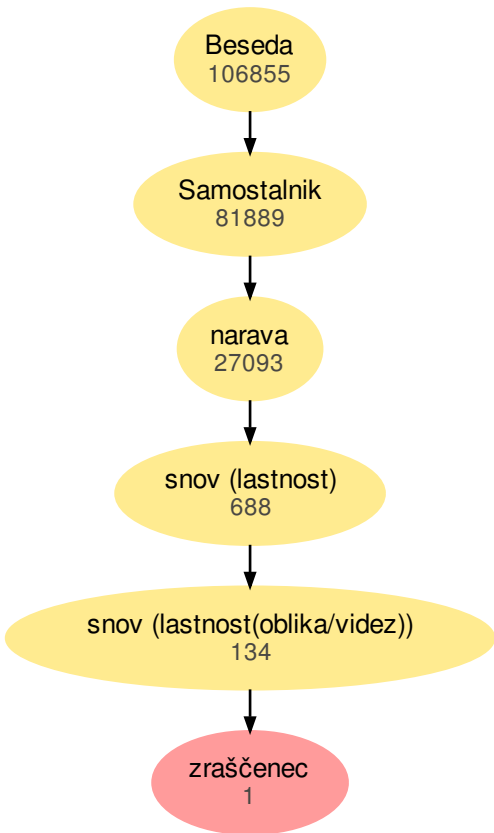 Beseda
106855
Samostalnik
81889
narava
27093
snov (lastnost)
688
snov (lastnost(oblika/videz))
134
zraščenec
1